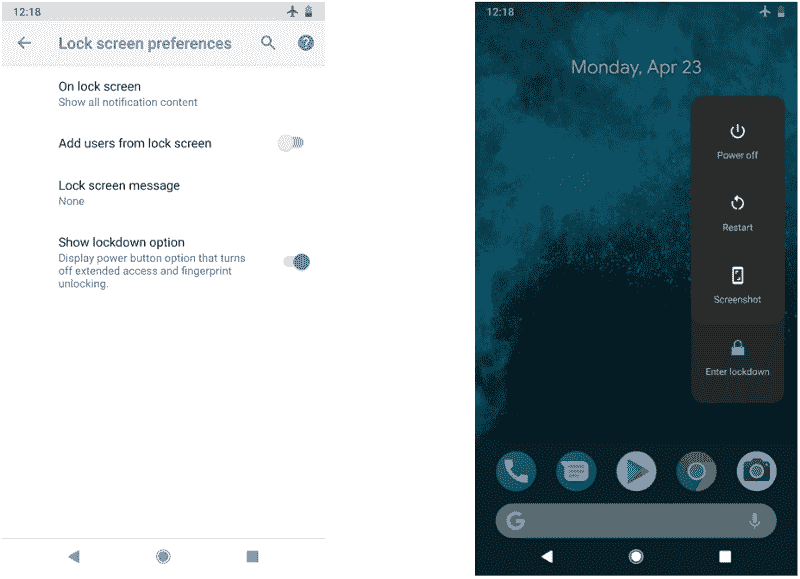 12:18
Lock screen preferences
On lock screen
Show all notification content
Add users from lock screen
Lock screen message
None
Show lockdown option
Display power button option that turns
off extended access and fingerprint
unlocking.
12:18
Monday, Apr 23
Power off
Restart
Screenshot
Enter lockdown
G